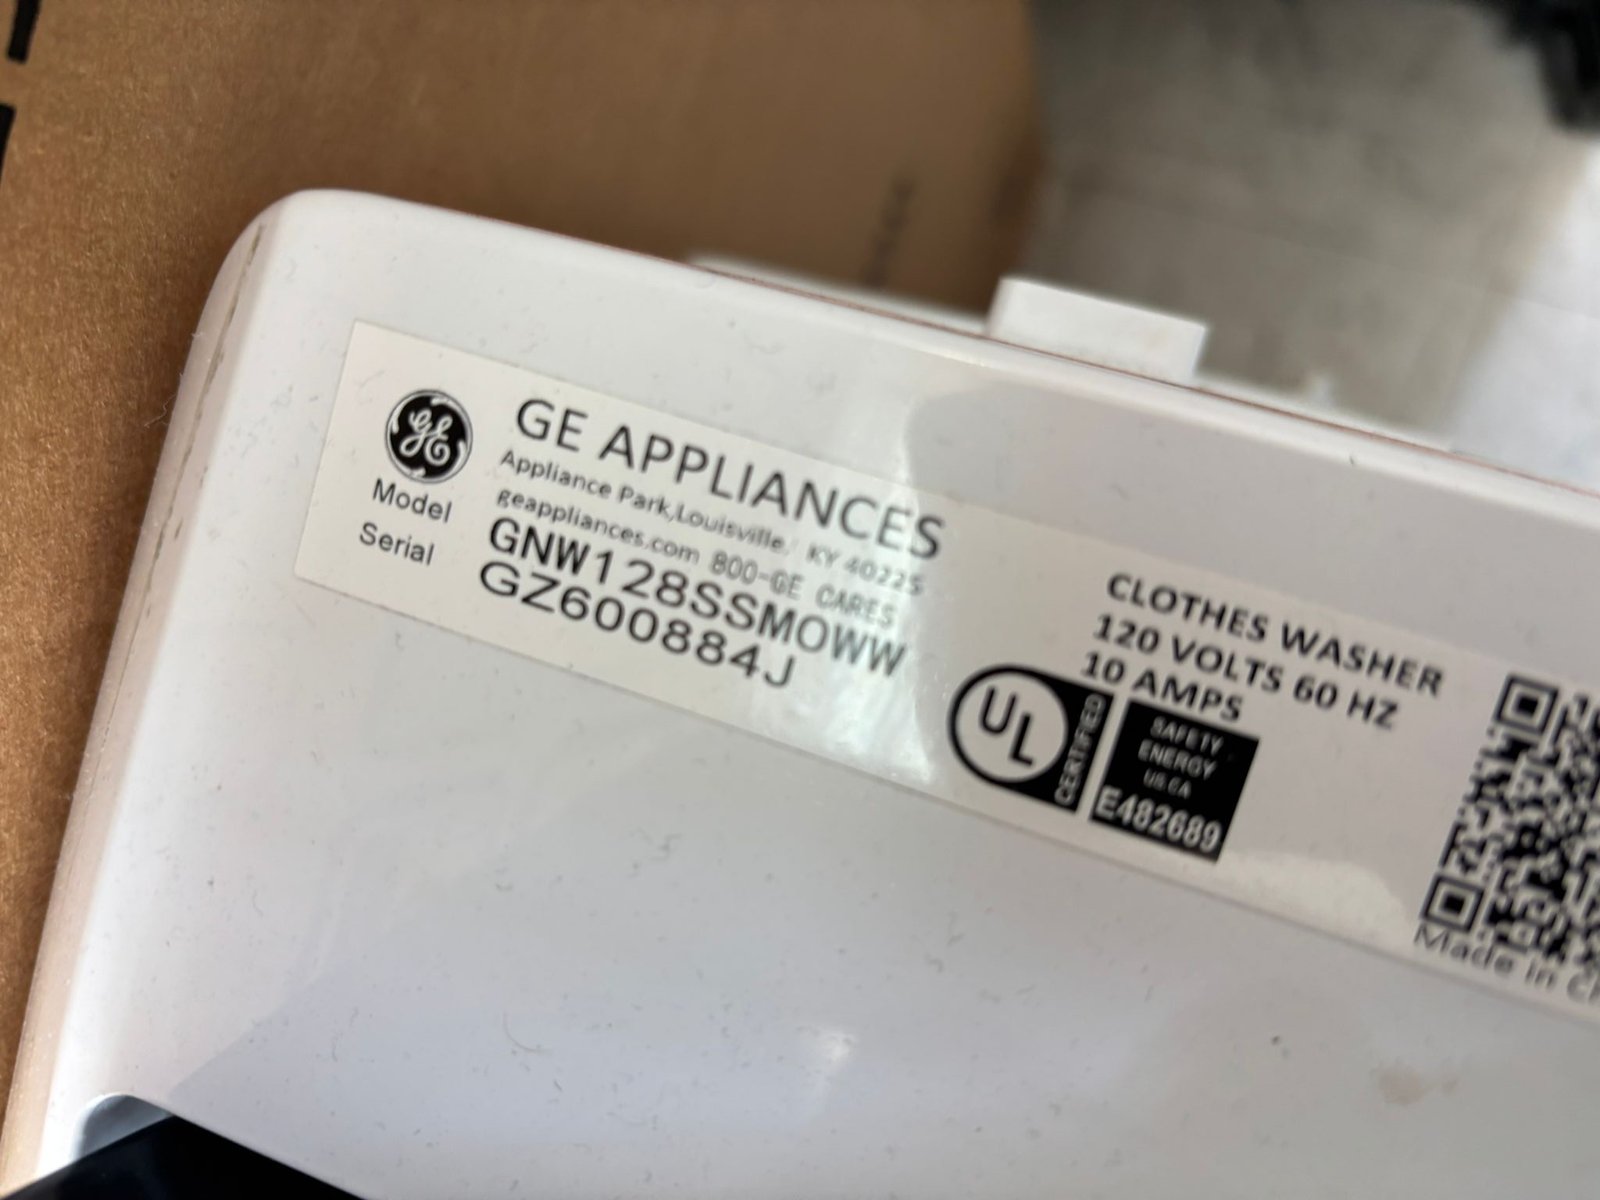 GE
GE APPLIANCES
Appliance Park,Louisville, KY 40225
geappliances.com 800-GE CARES
Model GNW128SSM0WW
Serial GZ600884J
CLOTHES WASHER
120 VOLTS 60 HZ
10 AMPS
UL
CERTIFIED
SAFETY
ENERGY
US CA
E482689
Made in